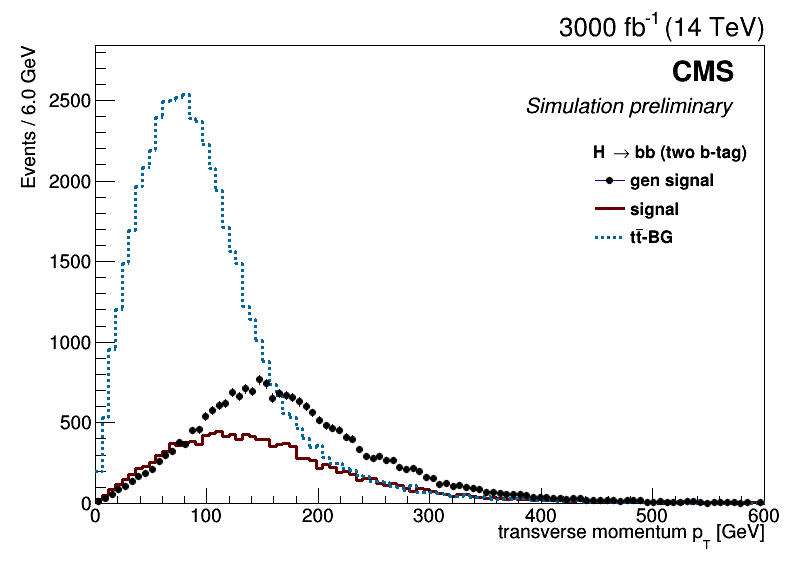 3000 fb⁻¹ (14 TeV)
CMS
Simulation preliminary
H → bb (two b-tag)
gen signal
signal
tt̄-BG
Events / 6.0 GeV
2500
2000
1500
1000
500
0
0 100 200 300 400 500 600
transverse momentum p_T [GeV]